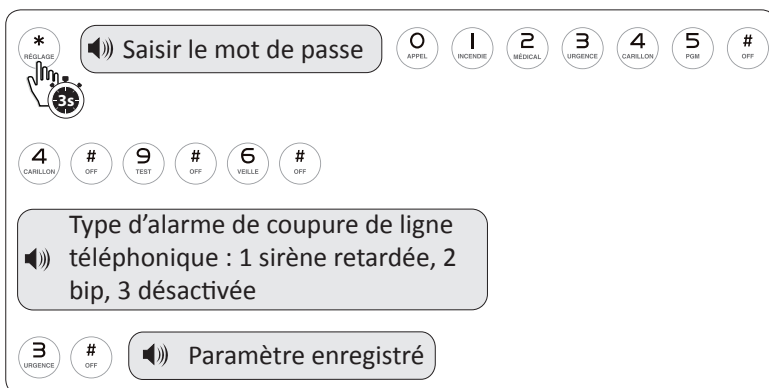 * RÉGLAGE Saisir le mot de passe 0 APPEL 1 INCENDIE 2 MÉDICAL 3 URGENCE 4 CARILLON 5 PGM # OFF
3s
4 CARILLON # OFF 9 TEST # OFF 6 VEILLE # OFF
Type d’alarme de coupure de ligne
téléphonique : 1 sirène retardée, 2
bip, 3 désactivée
3 URGENCE # OFF Paramètre enregistré